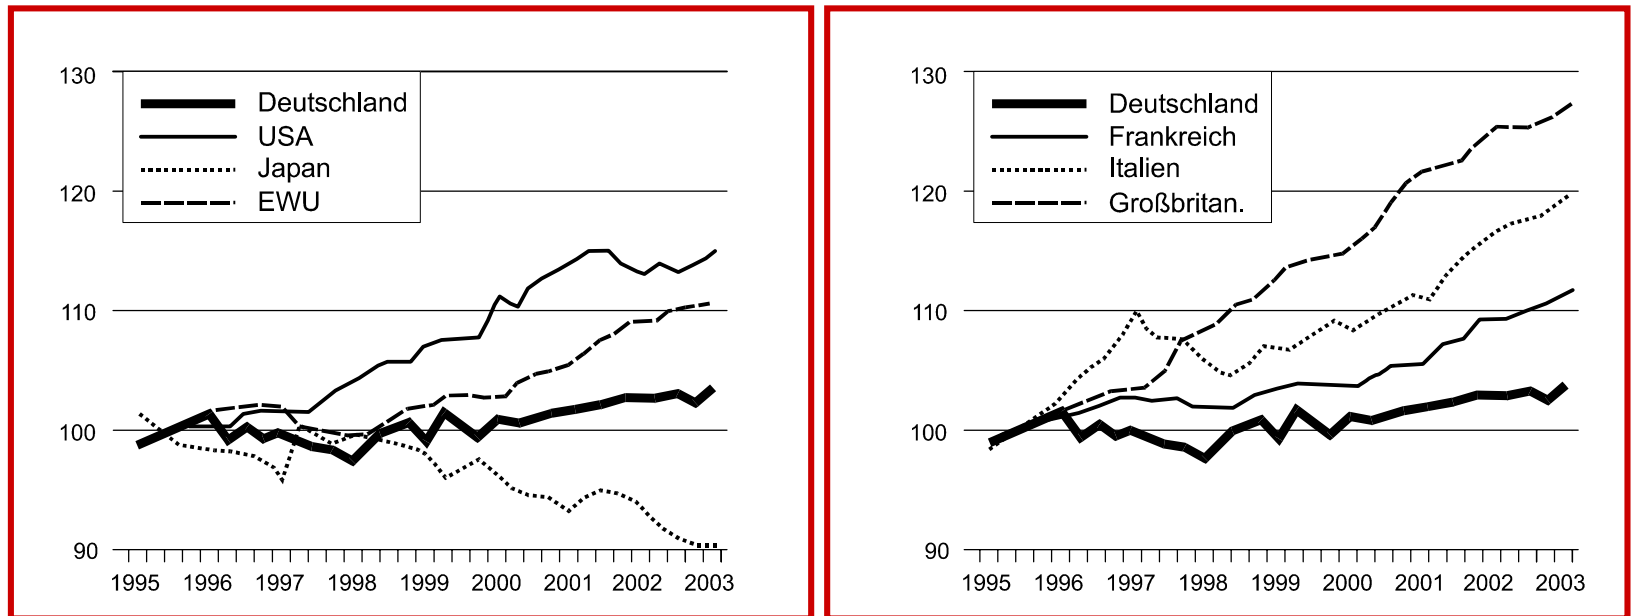 130
120
110
100
90
Deutschland
USA
Japan
EWU
1995 1996 1997 1998 1999 2000 2001 2002 2003
130
120
110
100
90
Deutschland
Frankreich
Italien
Großbritan.
1995 1996 1997 1998 1999 2000 2001 2002 2003